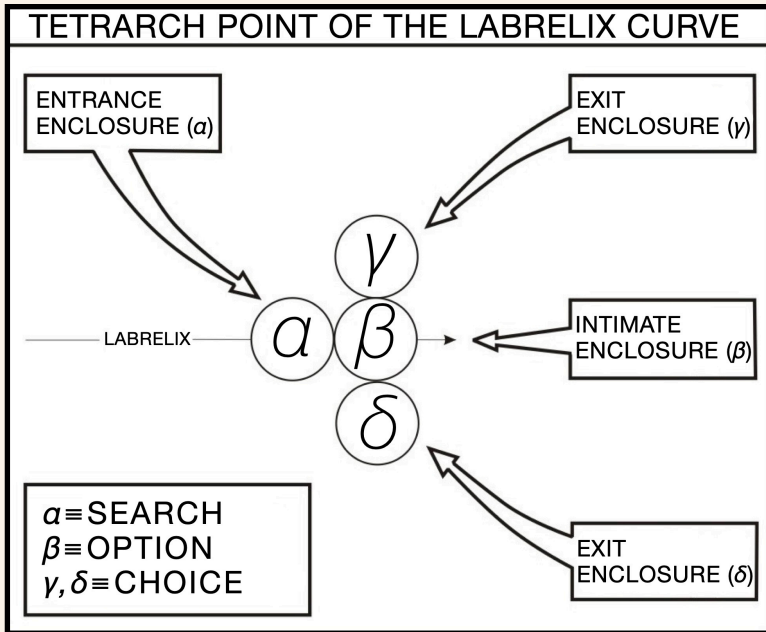 TETRARCH POINT OF THE LABRELIX CURVE
ENTRANCE
ENCLOSURE (α)
EXIT
ENCLOSURE (γ)
γ
LABRELIX
α
β
INTIMATE
ENCLOSURE (β)
δ
α≡SEARCH
β≡OPTION
γ,δ≡CHOICE
EXIT
ENCLOSURE (δ)